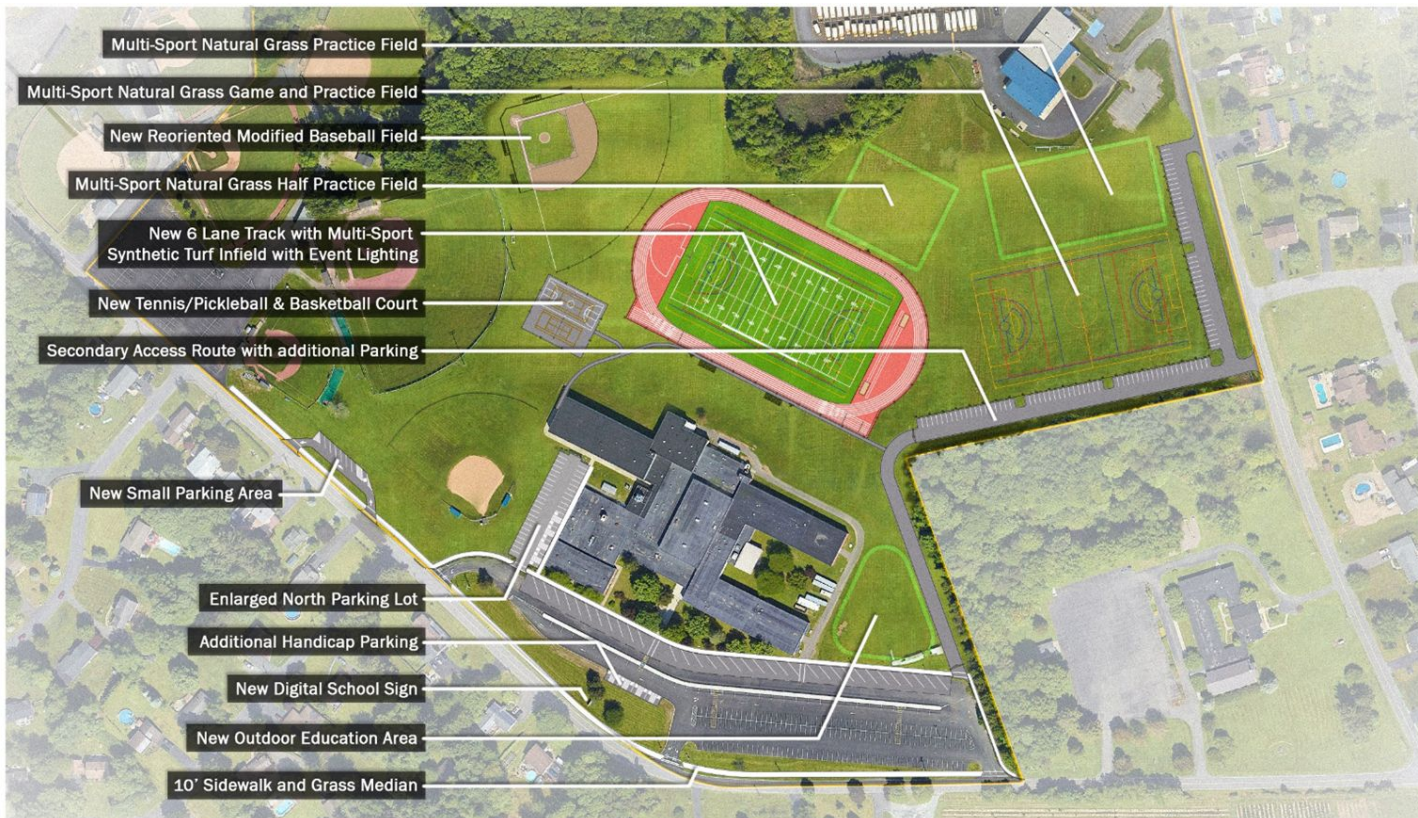 Multi-Sport Natural Grass Practice Field
Multi-Sport Natural Grass Game and Practice Field
New Reoriented Modified Baseball Field
Multi-Sport Natural Grass Half Practice Field
New 6 Lane Track with Multi-Sport
Synthetic Turf Infield with Event Lighting
New Tennis/Pickleball & Basketball Court
Secondary Access Route with additional Parking
New Small Parking Area
Enlarged North Parking Lot
Additional Handicap Parking
New Digital School Sign
New Outdoor Education Area
10' Sidewalk and Grass Median